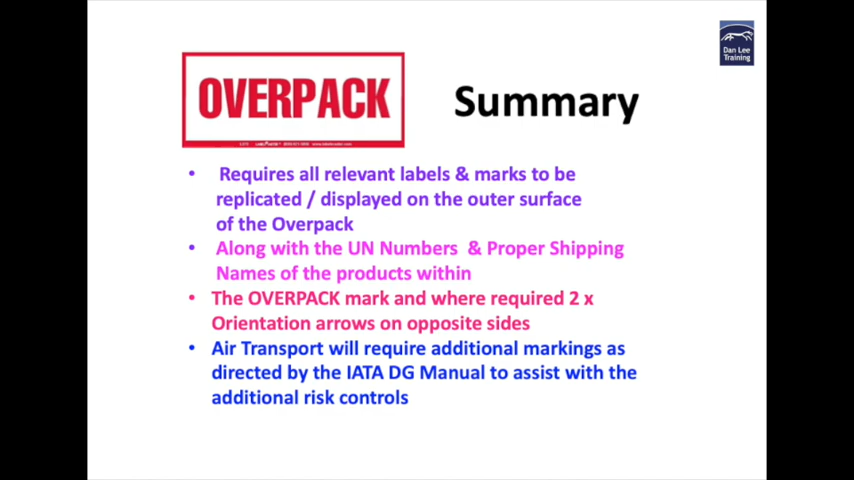 Dan Lee
Training
OVERPACK
Summary
• Requires all relevant labels & marks to be
replicated / displayed on the outer surface
of the Overpack
• Along with the UN Numbers & Proper Shipping
Names of the products within
• The OVERPACK mark and where required 2 x
Orientation arrows on opposite sides
• Air Transport will require additional markings as
directed by the IATA DG Manual to assist with the
additional risk controls